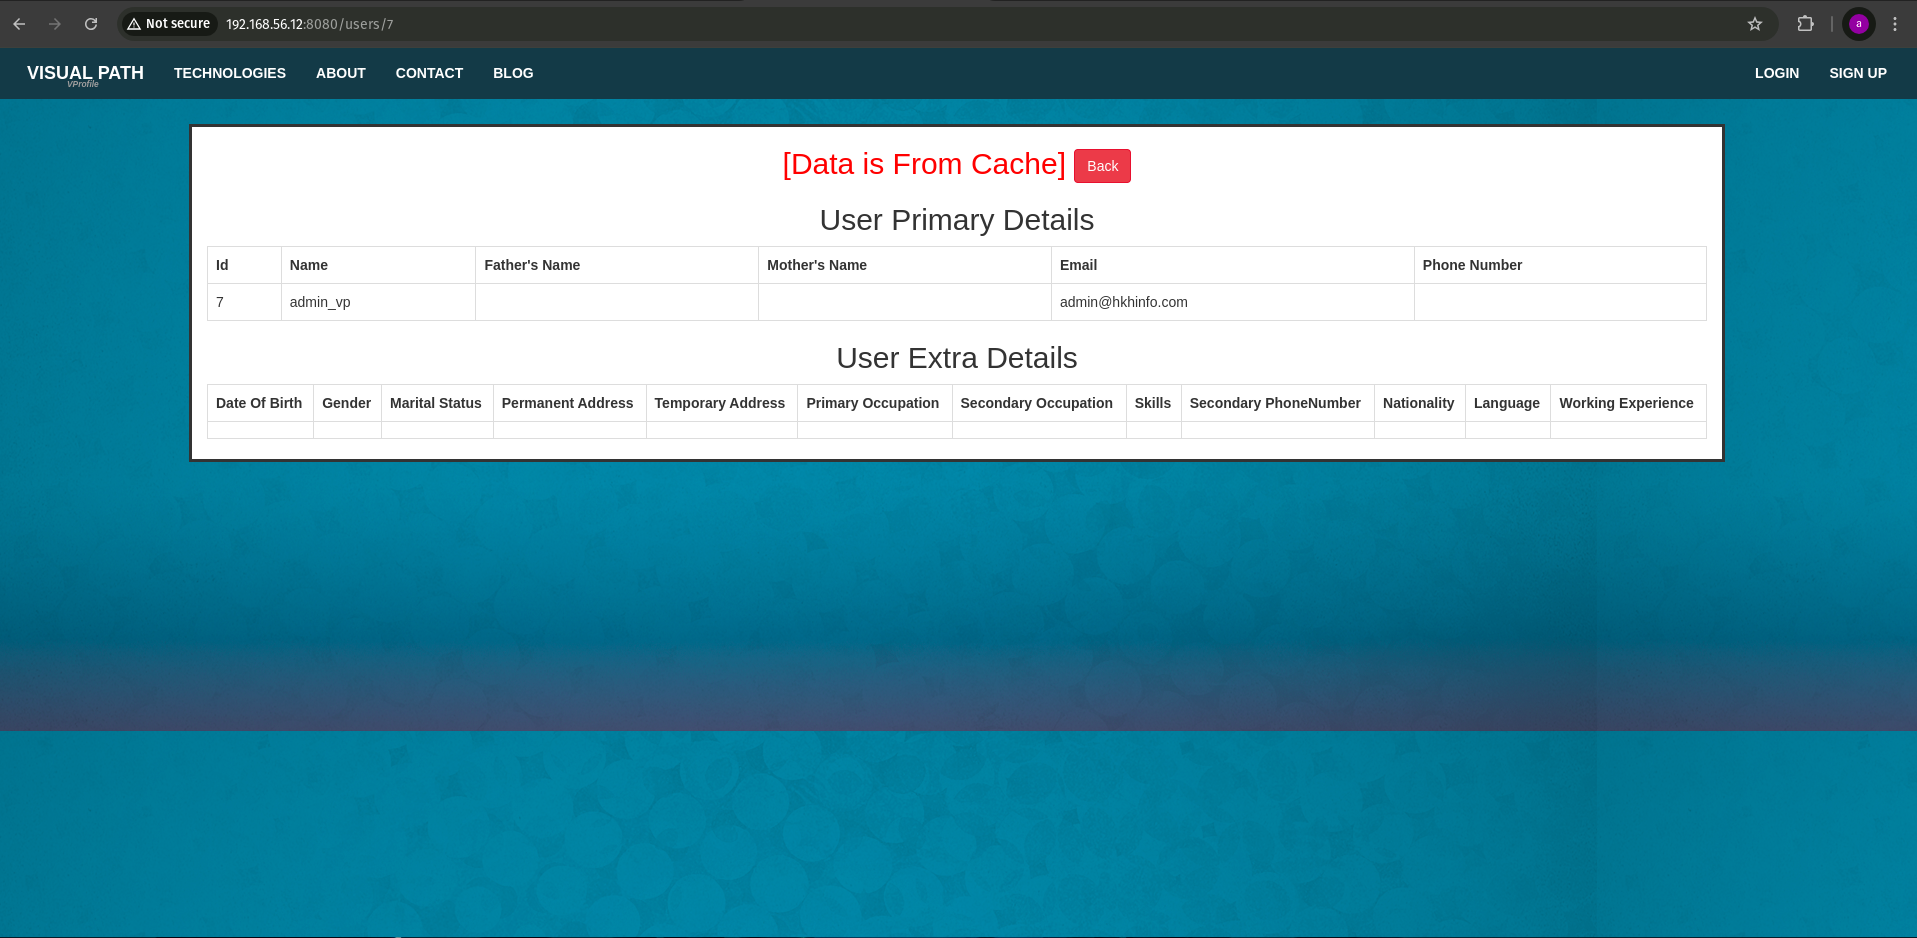 Not secure 192.168.56.12:8080/users/7 a
VISUAL PATH TECHNOLOGIES ABOUT CONTACT BLOG LOGIN SIGN UP
VProfile
[Data is From Cache] Back
User Primary Details
Id Name Father's Name Mother's Name Email Phone Number
7 admin_vp admin@hkhinfo.com
User Extra Details
Date Of Birth Gender Marital Status Permanent Address Temporary Address Primary Occupation Secondary Occupation Skills Secondary PhoneNumber Nationality Language Working Experience